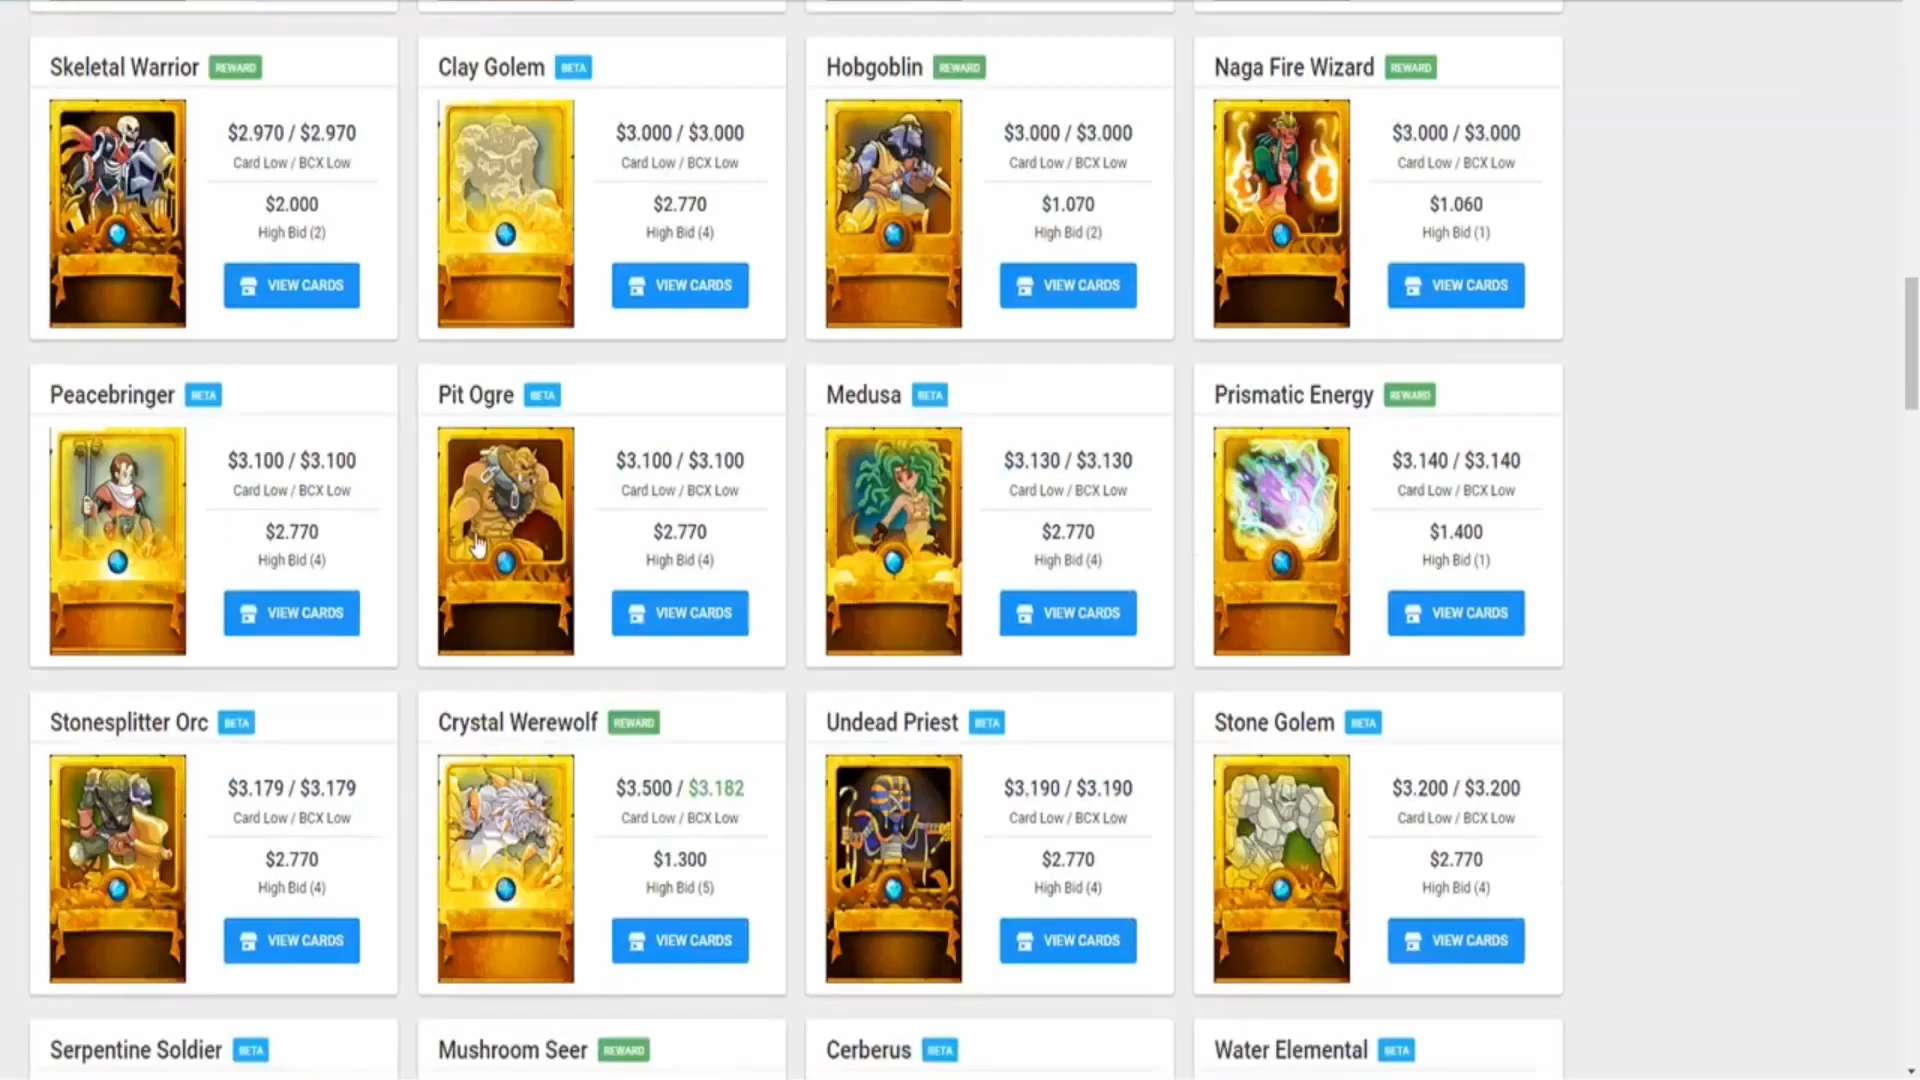 Skeletal Warrior REWARD
$2.970 / $2.970
Card Low / BCX Low
$2.000
High Bid (2)
VIEW CARDS
Clay Golem BETA
$3.000 / $3.000
Card Low / BCX Low
$2.770
High Bid (4)
VIEW CARDS
Hobgoblin REWARD
$3.000 / $3.000
Card Low / BCX Low
$1.070
High Bid (2)
VIEW CARDS
Naga Fire Wizard REWARD
$3.000 / $3.000
Card Low / BCX Low
$1.060
High Bid (1)
VIEW CARDS
Peacebringer BETA
$3.100 / $3.100
Card Low / BCX Low
$2.770
High Bid (4)
VIEW CARDS
Pit Ogre BETA
$3.100 / $3.100
Card Low / BCX Low
$2.770
High Bid (4)
VIEW CARDS
Medusa BETA
$3.130 / $3.130
Card Low / BCX Low
$2.770
High Bid (4)
VIEW CARDS
Prismatic Energy REWARD
$3.140 / $3.140
Card Low / BCX Low
$1.400
High Bid (1)
VIEW CARDS
Stonesplitter Orc BETA
$3.179 / $3.179
Card Low / BCX Low
$2.770
High Bid (4)
VIEW CARDS
Crystal Werewolf REWARD
$3.500 / $3.182
Card Low / BCX Low
$1.300
High Bid (5)
VIEW CARDS
Undead Priest BETA
$3.190 / $3.190
Card Low / BCX Low
$2.770
High Bid (4)
VIEW CARDS
Stone Golem BETA
$3.200 / $3.200
Card Low / BCX Low
$2.770
High Bid (4)
VIEW CARDS
Serpentine Soldier BETA
Mushroom Seer REWARD
Cerberus BETA
Water Elemental BETA